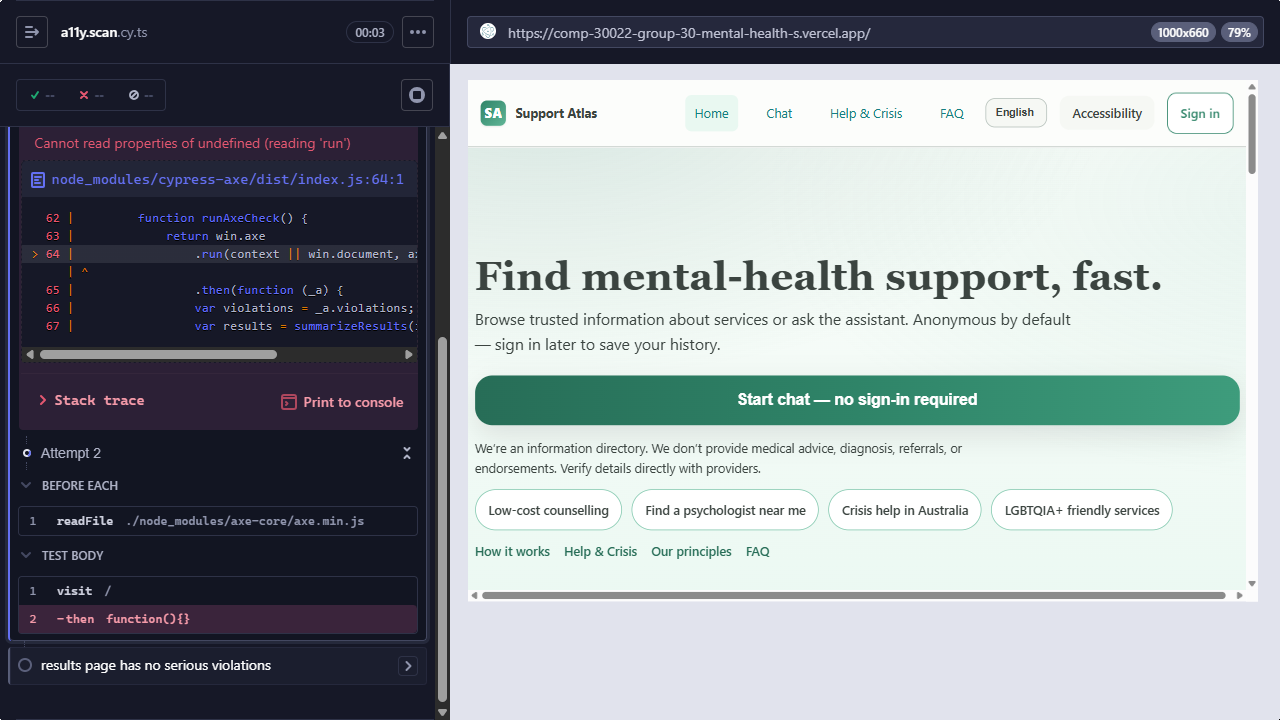 a11y.scan.cy.ts
00:03
--
--
--
Cannot read properties of undefined (reading 'run')
node_modules/cypress-axe/dist/index.js:64:1
62 | function runAxeCheck() {
63 | return win.axe
> 64 | .run(context || win.document, a
| ^
65 | .then(function (_a) {
66 | var violations = _a.violations;
67 | var results = summarizeResults(
Stack trace
Print to console
Attempt 2
BEFORE EACH
1 readFile ./node_modules/axe-core/axe.min.js
TEST BODY
1 visit /
2 -then function(){}
results page has no serious violations
https://comp-30022-group-30-mental-health-s.vercel.app/
1000x660
79%
SA Support Atlas
Home
Chat
Help & Crisis
FAQ
English
Accessibility
Sign in
Find mental-health support, fast.
Browse trusted information about services or ask the assistant. Anonymous by default
— sign in later to save your history.
Start chat — no sign-in required
We're an information directory. We don't provide medical advice, diagnosis, referrals, or
endorsements. Verify details directly with providers.
Low-cost counselling
Find a psychologist near me
Crisis help in Australia
LGBTQIA+ friendly services
How it works
Help & Crisis
Our principles
FAQ